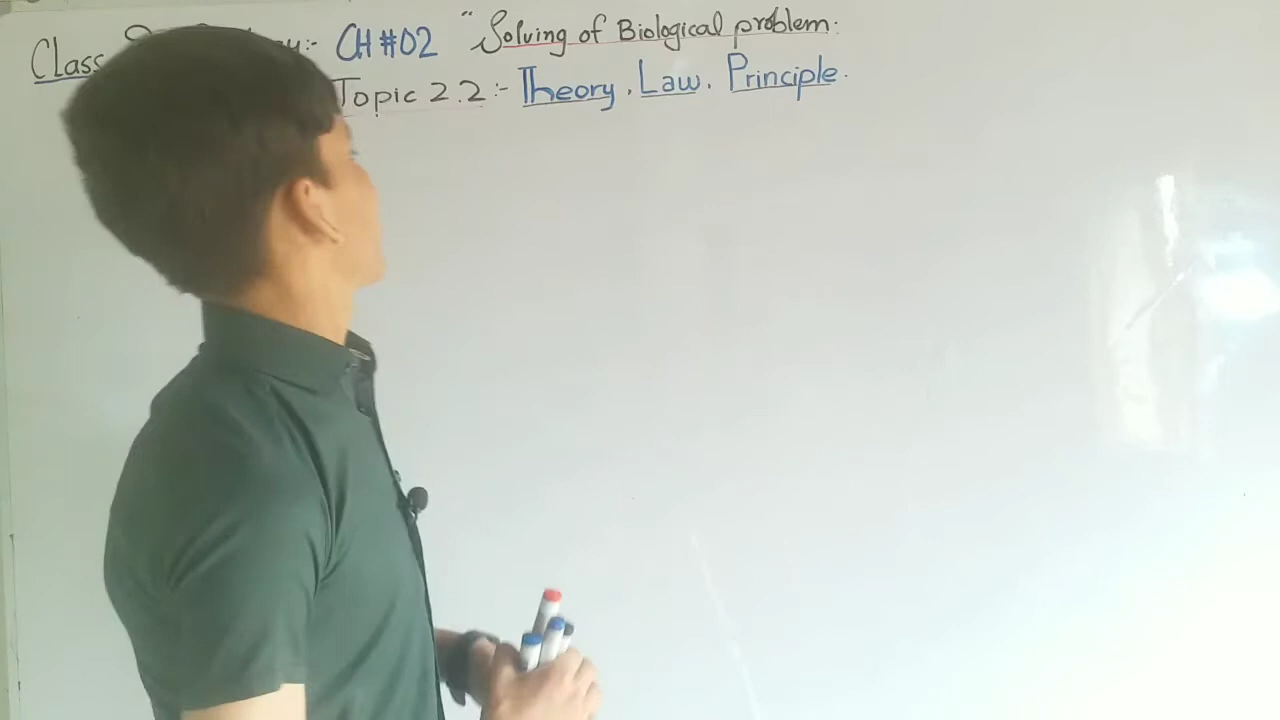 Class :- CH #02 "Solving of Biological problem.
Topic 2.2:- Theory, Law, Principle.